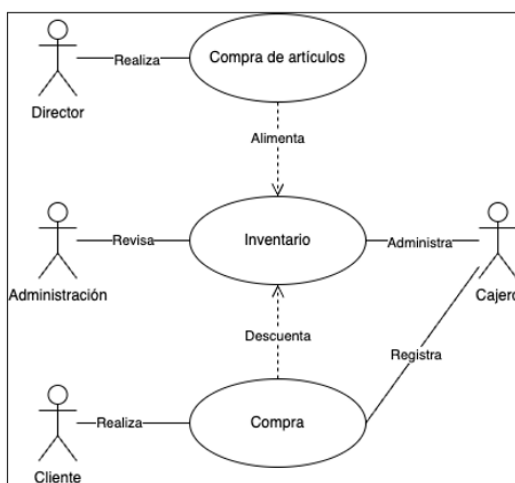 Realiza
Compra de artículos
Director
Alimenta
Revisa
Inventario
Administra
Administración
Cajero
Descuenta
Registra
Realiza
Compra
Cliente